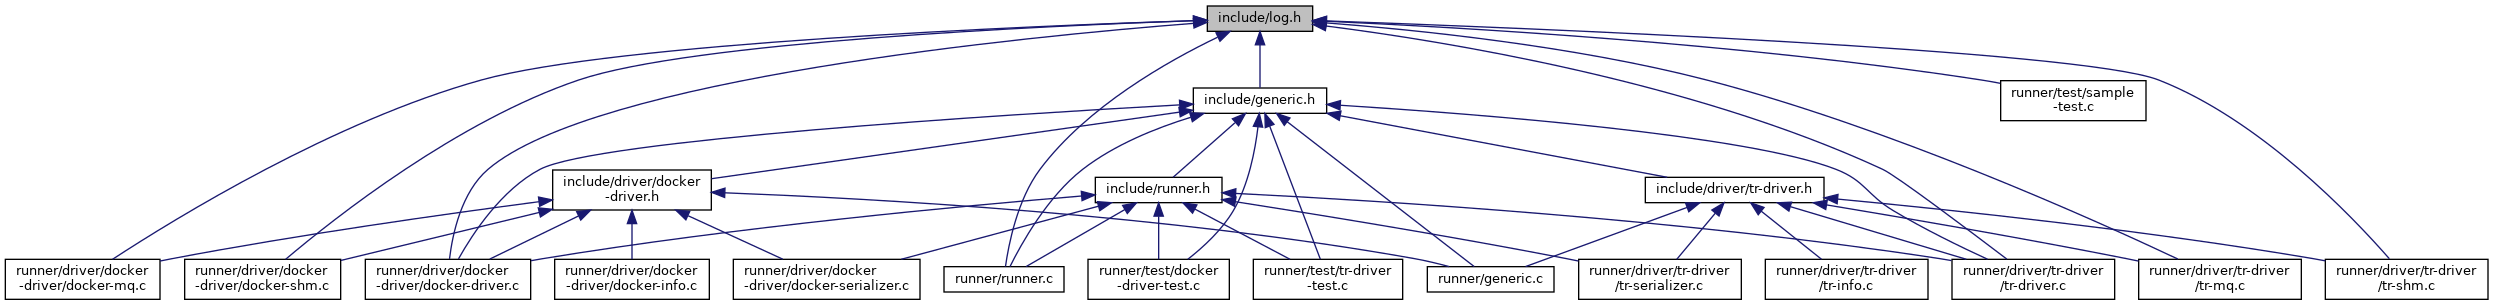 include/log.h
runner/test/sample
-test.c
include/generic.h
include/driver/docker
-driver.h
include/runner.h
include/driver/tr-driver.h
runner/driver/docker
-driver/docker-mq.c
runner/driver/docker
-driver/docker-shm.c
runner/driver/docker
-driver/docker-driver.c
runner/driver/docker
-driver/docker-info.c
runner/driver/docker
-driver/docker-serializer.c
runner/runner.c
runner/test/docker
-driver-test.c
runner/test/tr-driver
-test.c
runner/generic.c
runner/driver/tr-driver
/tr-serializer.c
runner/driver/tr-driver
/tr-info.c
runner/driver/tr-driver
/tr-driver.c
runner/driver/tr-driver
/tr-mq.c
runner/driver/tr-driver
/tr-shm.c